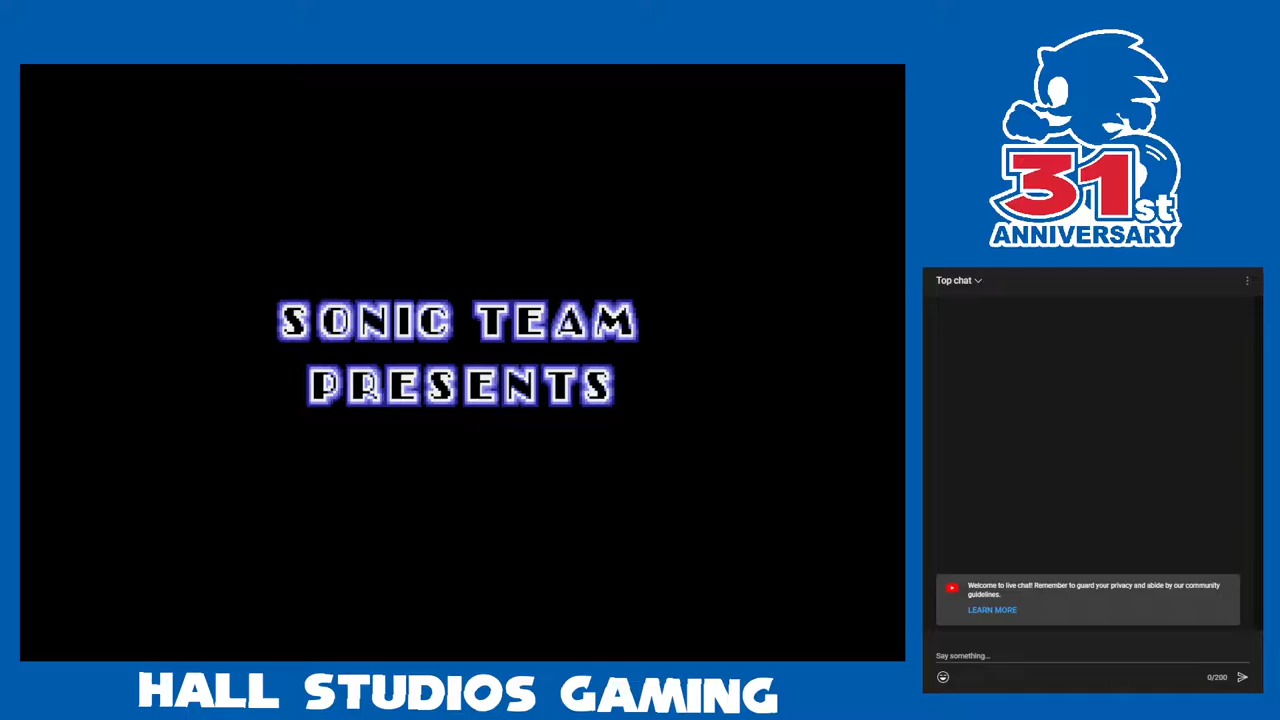 SONIC TEAM
PRESENTS
31st
ANNIVERSARY
Top chat
Welcome to live chat! Remember to guard your privacy and abide by our community
guidelines.
LEARN MORE
Say something...
0/200
HALL STUDIOS GAMING